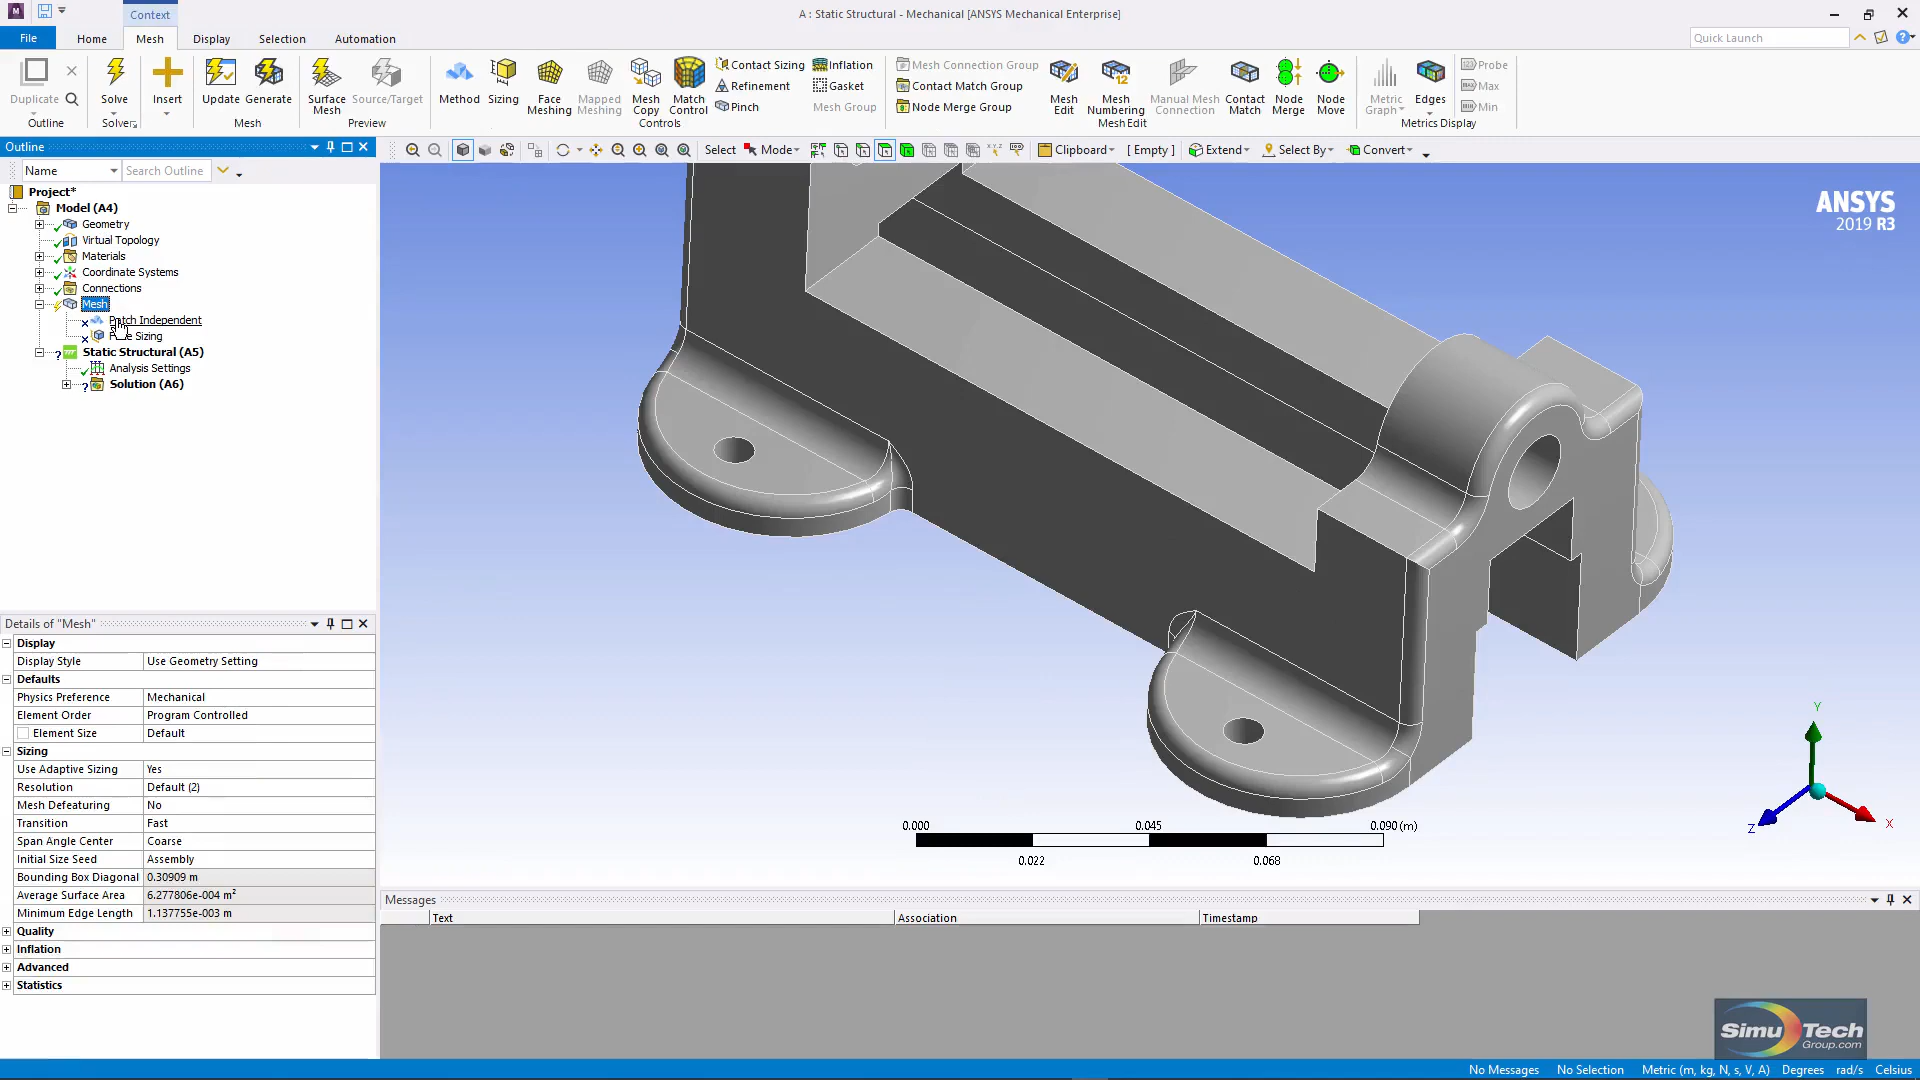 Context
A : Static Structural - Mechanical [ANSYS Mechanical Enterprise]
File
Home
Mesh
Display
Selection
Automation
Quick Launch
Duplicate
Outline
Solve
Solver
Insert
Update
Generate
Mesh
Surface
Mesh
Source/Target
Preview
Method
Sizing
Face
Meshing
Mapped
Meshing
Mesh
Copy
Match
Control
Contact Sizing
Refinement
Pinch
Inflation
Gasket
Mesh Group
Controls
Mesh Connection Group
Contact Match Group
Node Merge Group
Mesh
Edit
Mesh
Numbering
Manual Mesh
Connection
Contact
Match
Node
Merge
Node
Move
Mesh Edit
Metric
Graph
Edges
Probe
Max
Min
Metrics Display
Outline
Name
Search Outline
Select
Mode
Clipboard
[ Empty ]
Extend
Select By
Convert
Project*
Model (A4)
Geometry
Virtual Topology
Materials
Coordinate Systems
Connections
Mesh
Patch Independent
Sizing
Static Structural (A5)
Analysis Settings
Solution (A6)
ANSYS
2019 R3
Details of "Mesh"
Display
Display Style Use Geometry Setting
Defaults
Physics Preference Mechanical
Element Order Program Controlled
Element Size Default
Sizing
Use Adaptive Sizing Yes
Resolution Default (2)
Mesh Defeaturing No
Transition Fast
Span Angle Center Coarse
Initial Size Seed Assembly
Bounding Box Diagonal 0.30909 m
Average Surface Area 6.277806e-004 m²
Minimum Edge Length 1.137755e-003 m
Quality
Inflation
Advanced
Statistics
0.000
0.045
0.090 (m)
0.022
0.068
Y
Z
X
Messages
Text
Association
Timestamp
SimuTech
Group.com
No Messages
No Selection
Metric (m, kg, N, s, V, A)
Degrees
rad/s
Celsius